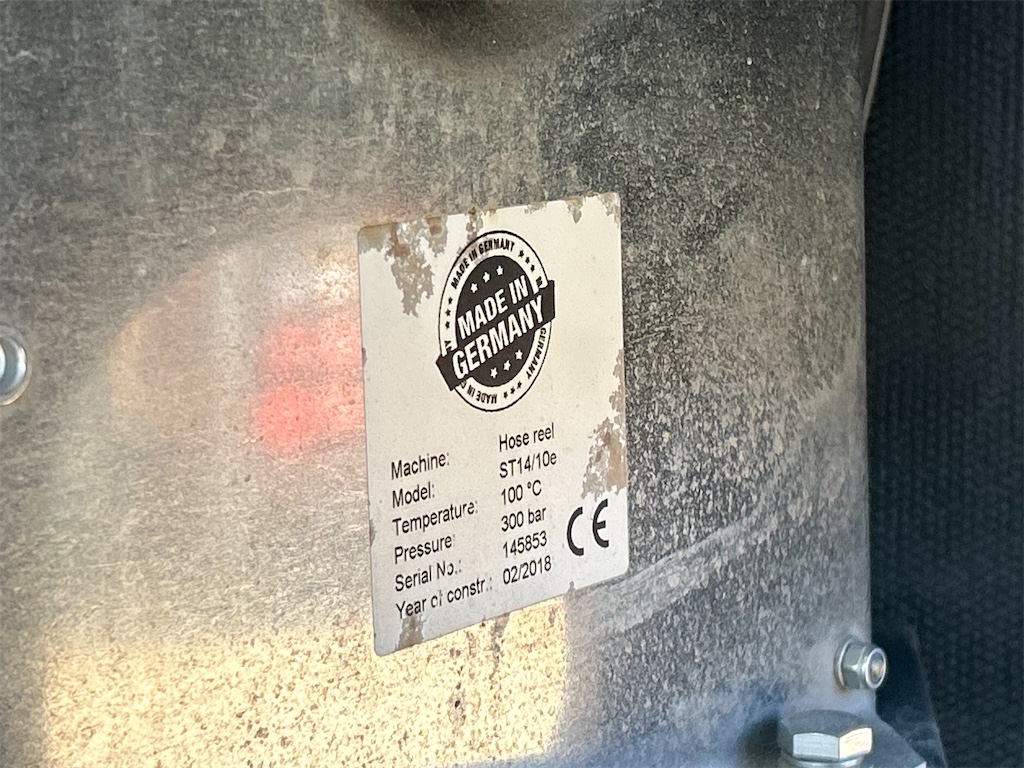 MADE IN GERMANY
MADE IN
GERMANY
GERMANY
MADE IN
Machine: Hose reel
Model: ST14/10e
Temperature: 100 °C
Pressure: 300 bar
Serial No.: 145853
Year of constr.: 02/2018
CE